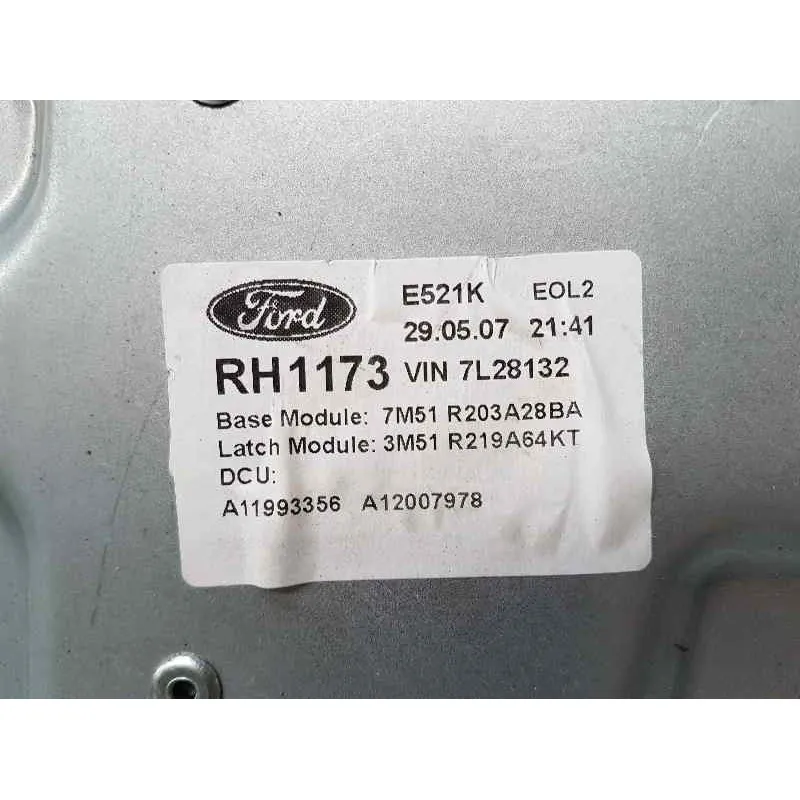 Ford E521K EOL2
29.05.07 21:41
RH1173 VIN 7L28132
Base Module: 7M51 R203A28BA
Latch Module: 3M51 R219A64KT
DCU:
A11993356 A12007978